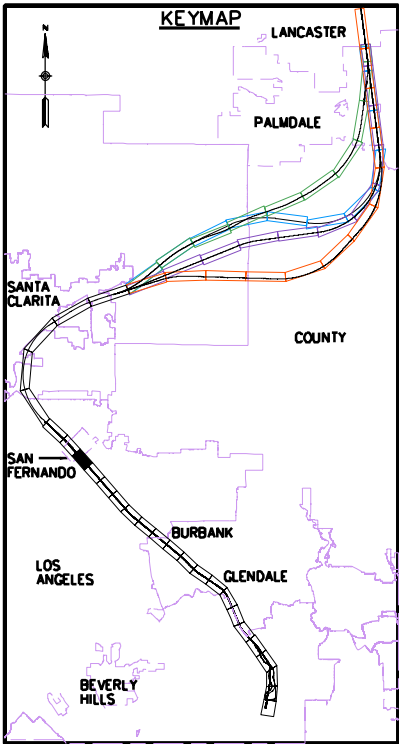 KEYMAP
N
LANCASTER
PALMDALE
SANTA
CLARITA
COUNTY
SAN
FERNANDO
BURBANK
LOS
ANGELES
GLENDALE
BEVERLY
HILLS